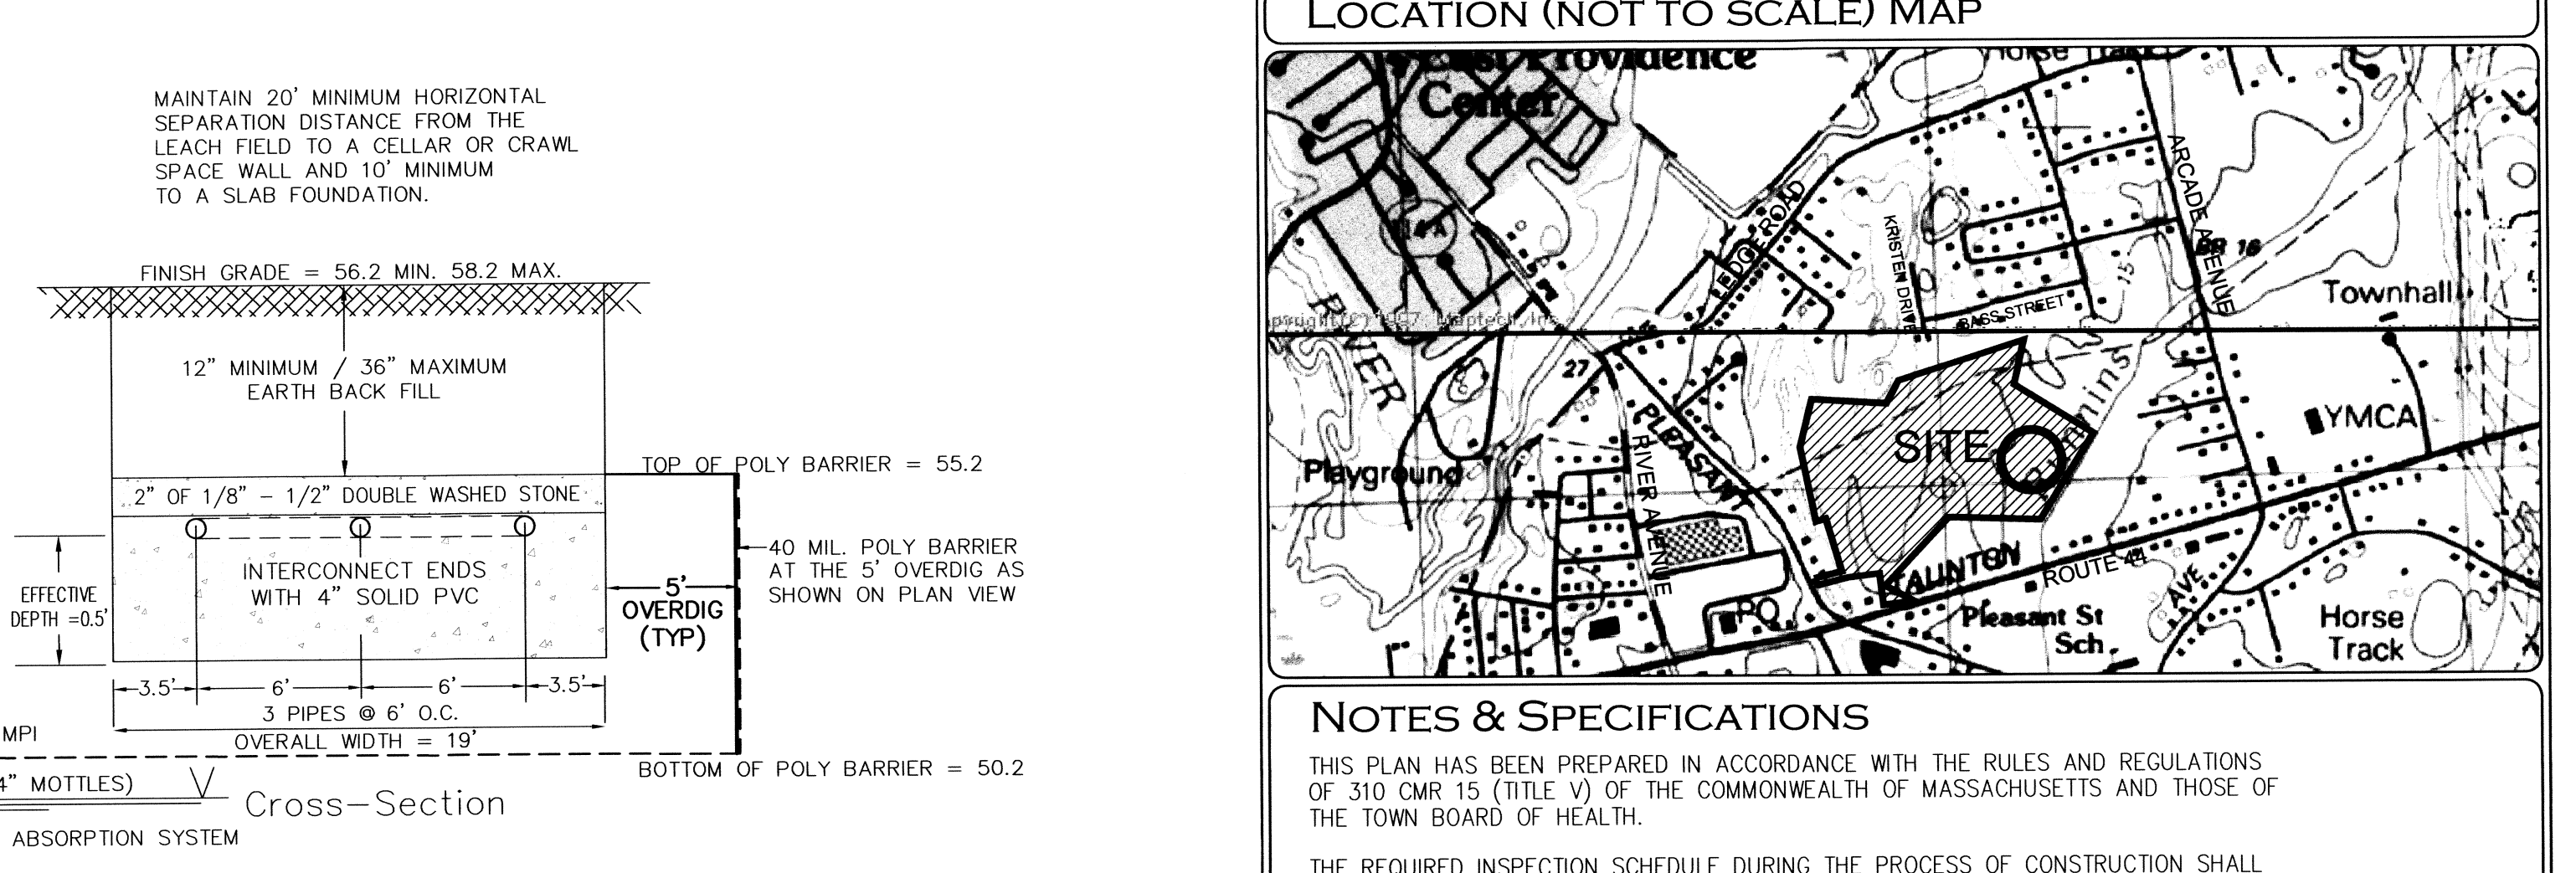 MAINTAIN 20' MINIMUM HORIZONTAL
SEPARATION DISTANCE FROM THE
LEACH FIELD TO A CELLAR OR CRAWL
SPACE WALL AND 10' MINIMUM
TO A SLAB FOUNDATION.
FINISH GRADE = 56.2 MIN. 58.2 MAX.
12" MINIMUM / 36" MAXIMUM
EARTH BACK FILL
TOP OF POLY BARRIER = 55.2
2" OF 1/8" - 1/2" DOUBLE WASHED STONE
INTERCONNECT ENDS
WITH 4" SOLID PVC
EFFECTIVE
DEPTH =0.5'
5'
OVERDIG
(TYP)
40 MIL. POLY BARRIER
AT THE 5' OVERDIG AS
SHOWN ON PLAN VIEW
3.5'
6'
6'
3.5'
3 PIPES @ 6' O.C.
OVERALL WIDTH = 19'
MPI
BOTTOM OF POLY BARRIER = 50.2
4" MOTTLES)
Cross-Section
ABSORPTION SYSTEM
LOCATION (NOT TO SCALE) MAP
East Providence
Center
Horse Track
ARCADE AVENUE
LEDGE ROAD
KRISTEN DRIVE
BASS STREET
15
Townhall
RIVER
27
PLEASANT
RIVER AVENUE
Playground
SITE
YMCA
TAUNTON
ROUTE 44
AVE
PO
Pleasant St
Sch
Horse
Track
NOTES & SPECIFICATIONS
THIS PLAN HAS BEEN PREPARED IN ACCORDANCE WITH THE RULES AND REGULATIONS
OF 310 CMR 15 (TITLE V) OF THE COMMONWEALTH OF MASSACHUSETTS AND THOSE OF
THE TOWN BOARD OF HEALTH.
THE REQUIRED INSPECTION SCHEDULE DURING THE PROCESS OF CONSTRUCTION SHALL